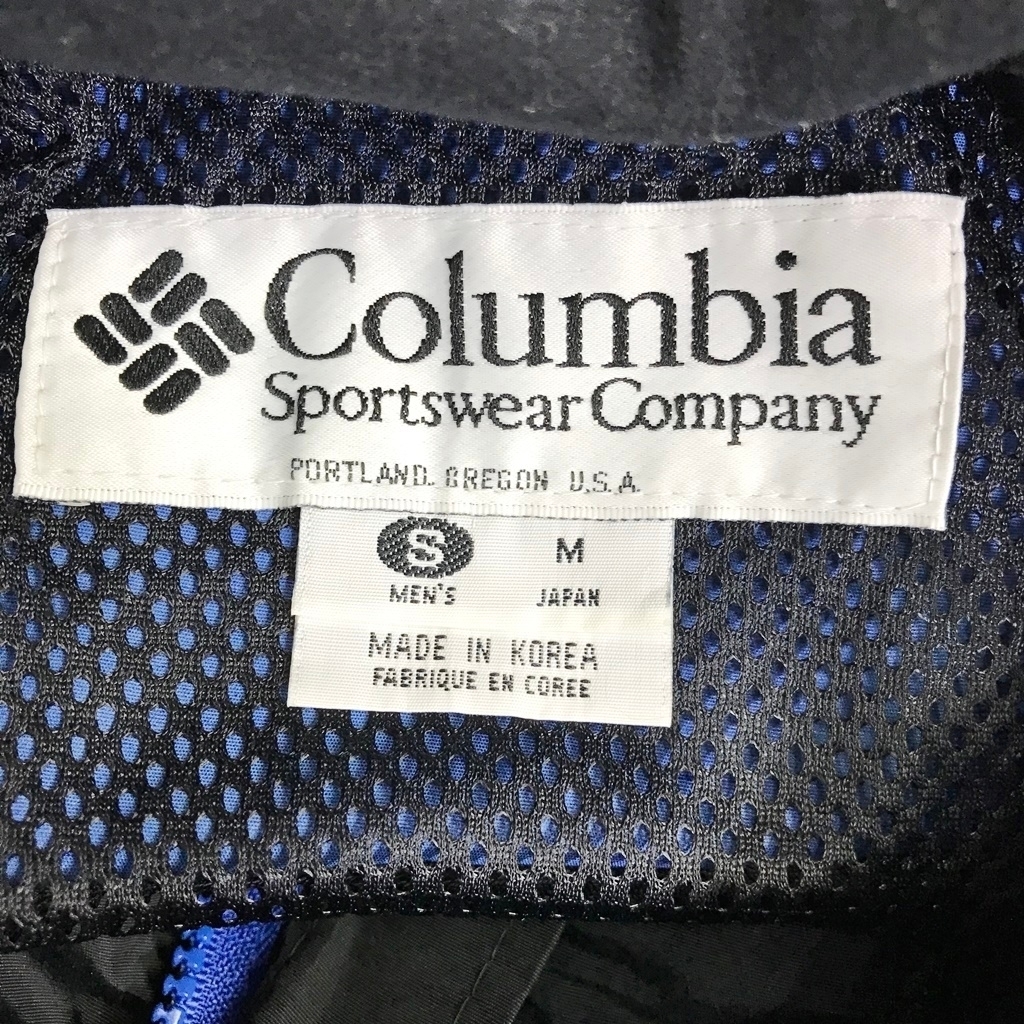 Columbia
Sportswear Company
PORTLAND. OREGON U.S.A.
S M
MEN'S JAPAN
MADE IN KOREA
FABRIQUE EN COREE